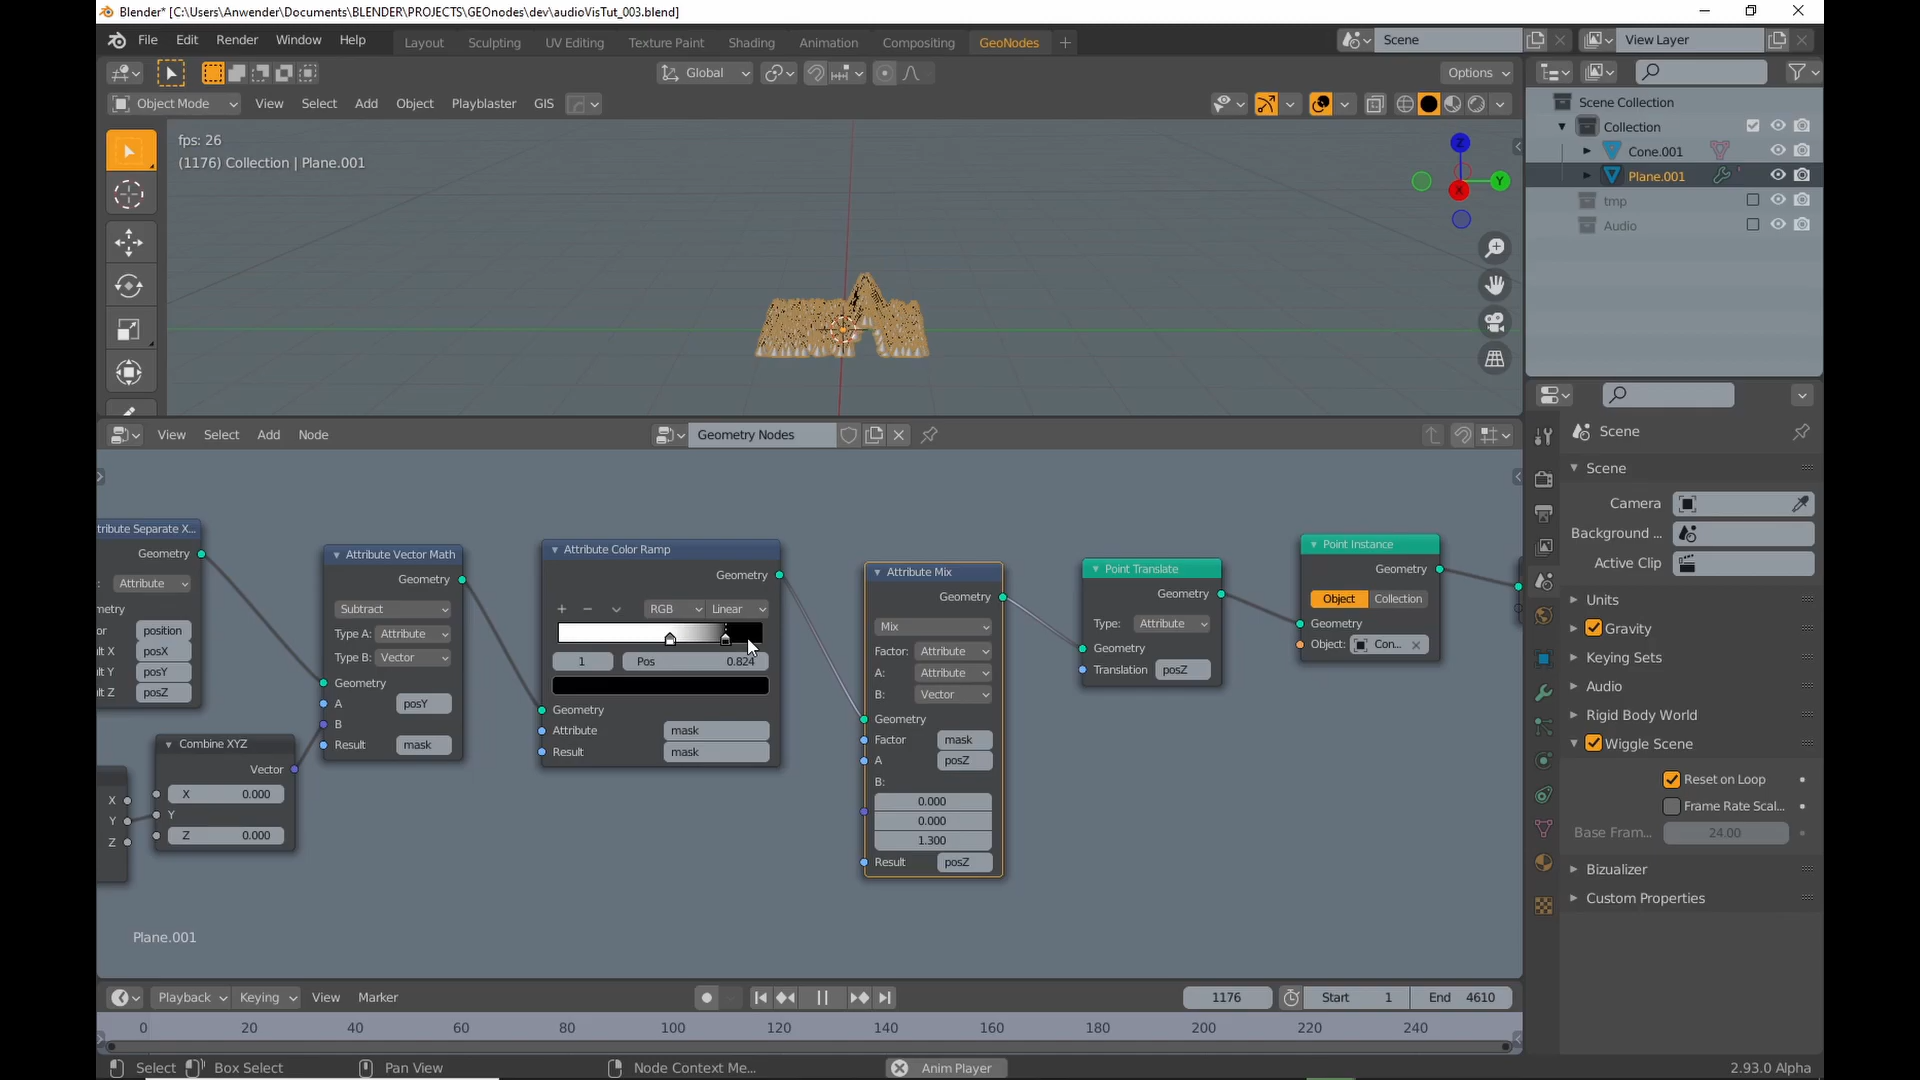 Blender* [C:\Users\Anwender\Documents\BLENDER\PROJECTS\GEOnodes\dev\audioVisTut_003.blend]
File Edit Render Window Help
Layout Sculpting UV Editing Texture Paint Shading Animation Compositing GeoNodes
Scene
View Layer
Global
Options
Object Mode View Select Add Object Playblaster GIS
fps: 26
(1176) Collection | Plane.001
Z
Y
X
Scene Collection
Collection
Cone.001
Plane.001
tmp
Audio
View Select Add Node
Geometry Nodes
tribute Separate X...
Geometry
: Attribute
metry
or position
ult X posX
ult Y posY
ult Z posZ
X
Y
Z
Combine XYZ
Vector
X 0.000
Y
Z 0.000
Attribute Vector Math
Geometry
Subtract
Type A: Attribute
Type B: Vector
Geometry
A posY
B
Result mask
Attribute Color Ramp
Geometry
RGB Linear
1 Pos 0.824
Geometry
Attribute mask
Result mask
Attribute Mix
Geometry
Mix
Factor: Attribute
A: Attribute
B: Vector
Geometry
Factor mask
A posZ
B:
0.000
0.000
1.300
Result posZ
Point Translate
Geometry
Type: Attribute
Geometry
Translation posZ
Point Instance
Geometry
Object Collection
Geometry
Object: Con...
Plane.001
Scene
Scene
Camera
Background ...
Active Clip
Units
Gravity
Keying Sets
Audio
Rigid Body World
Wiggle Scene
Reset on Loop
Frame Rate Scal...
Base Fram... 24.00
Bizualizer
Custom Properties
Playback Keying View Marker
1176 Start 1 End 4610
0 20 40 60 80 100 120 140 160 180 200 220 240
Select Box Select Pan View Node Context Me... Anim Player 2.93.0 Alpha